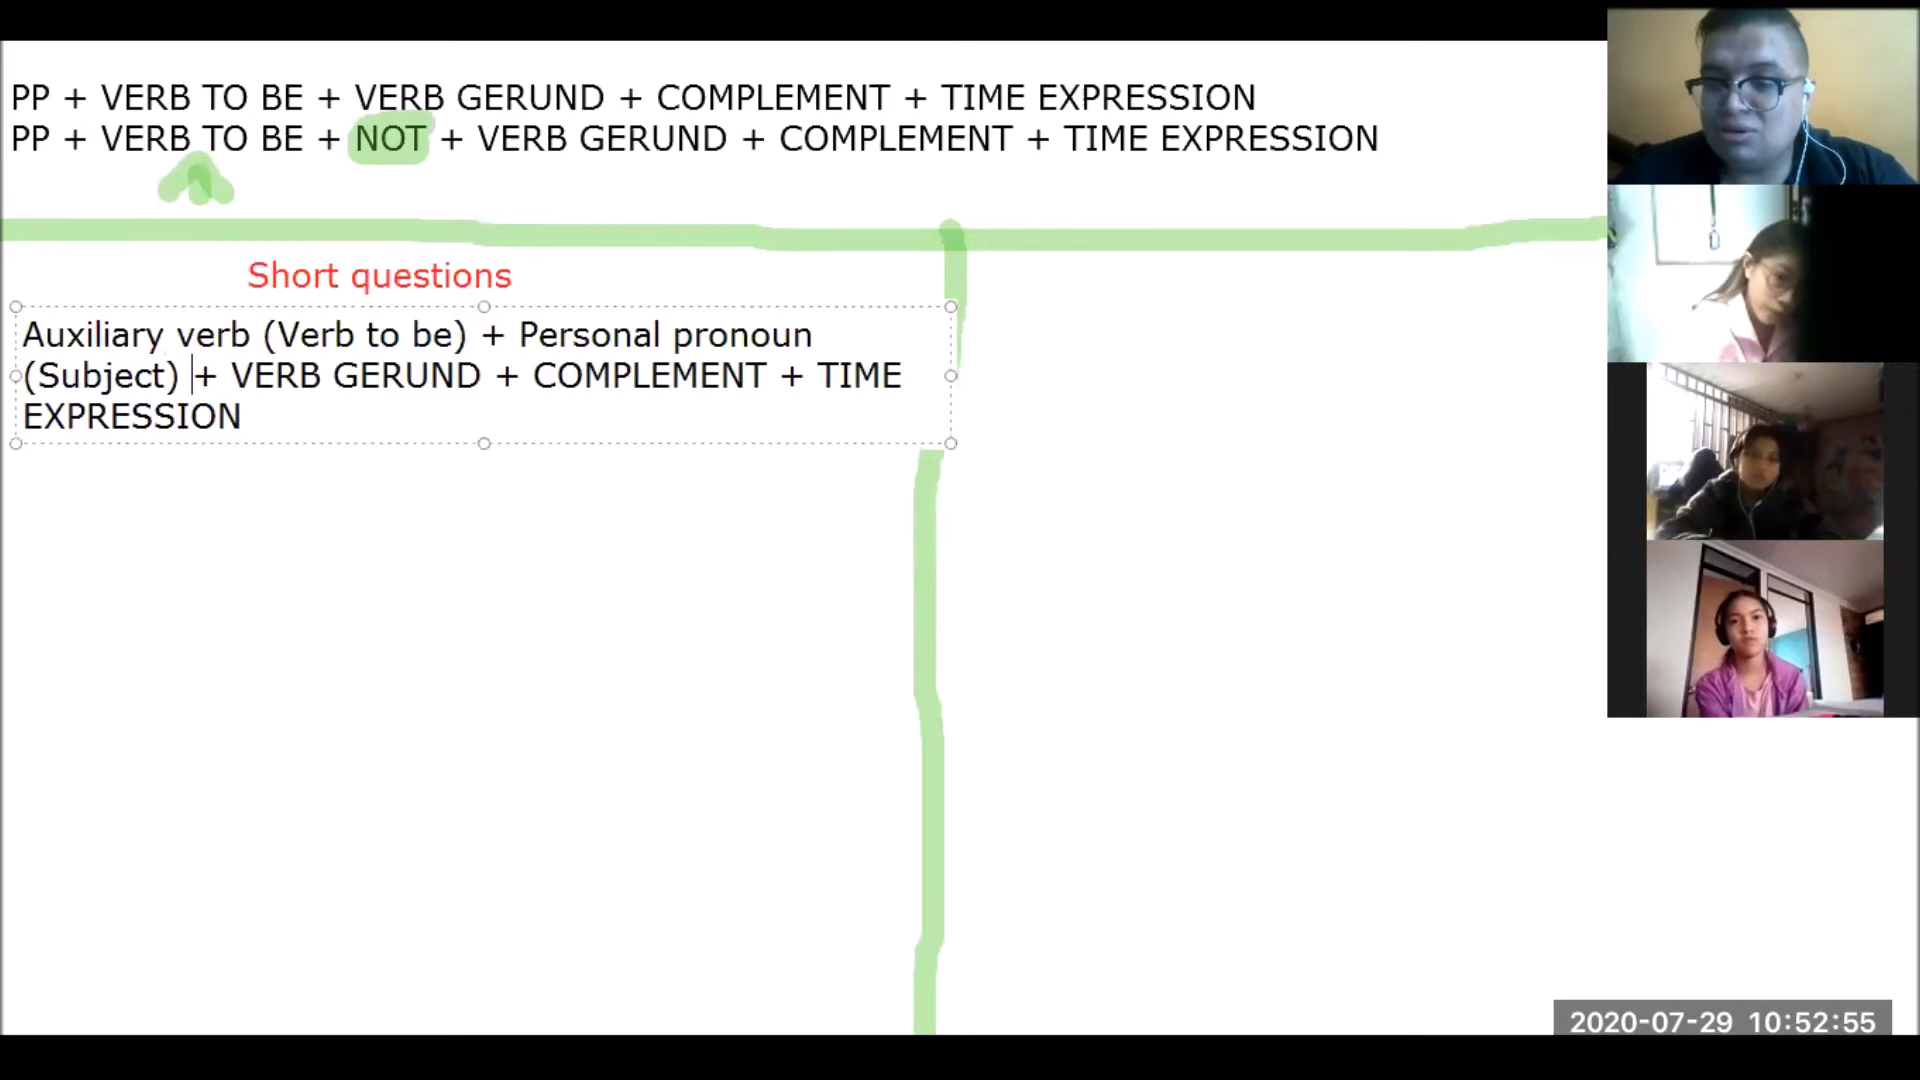 PP + VERB TO BE + VERB GERUND + COMPLEMENT + TIME EXPRESSION
PP + VERB TO BE + NOT + VERB GERUND + COMPLEMENT + TIME EXPRESSION
Short questions
Auxiliary verb (Verb to be) + Personal pronoun
(Subject) + VERB GERUND + COMPLEMENT + TIME
EXPRESSION
2020-07-29 10:52:55